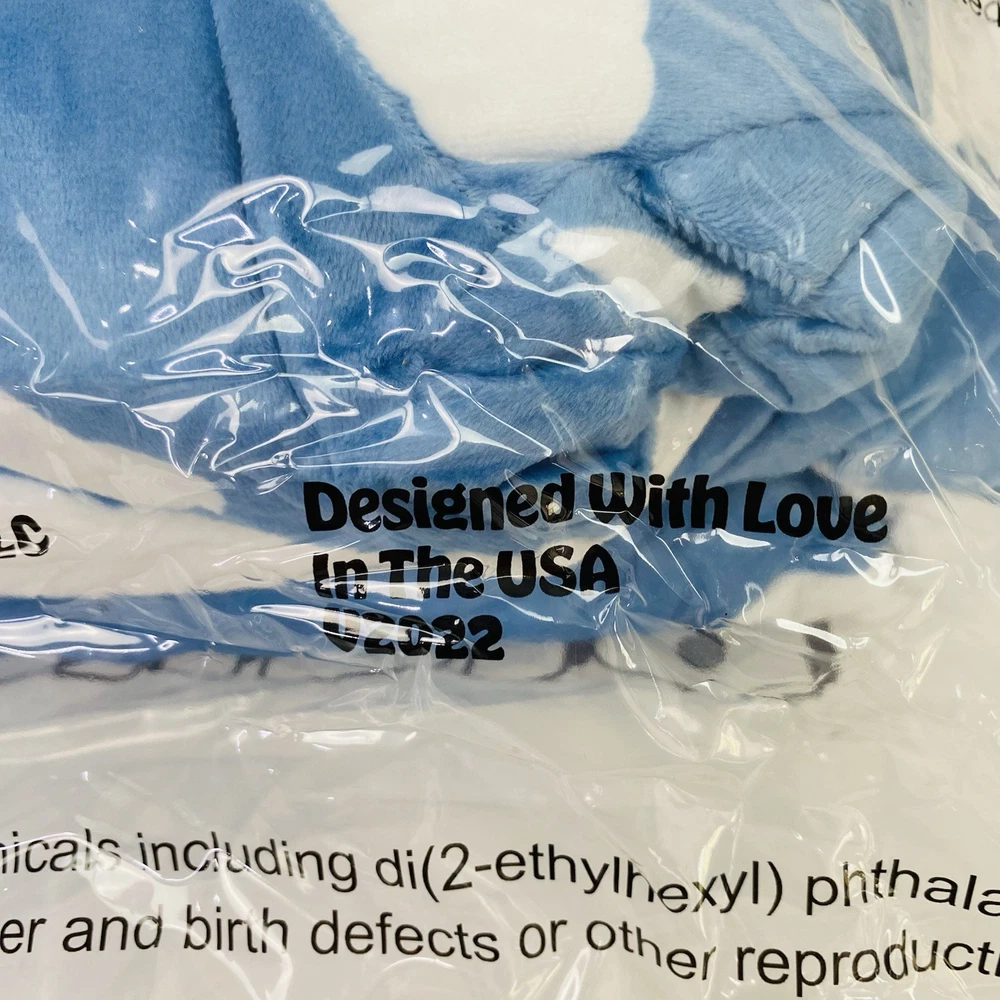 LC
Designed With Love
In The USA
V2022
icals including di(2-ethylhexyl) phthala
er and birth defects or other reproducti